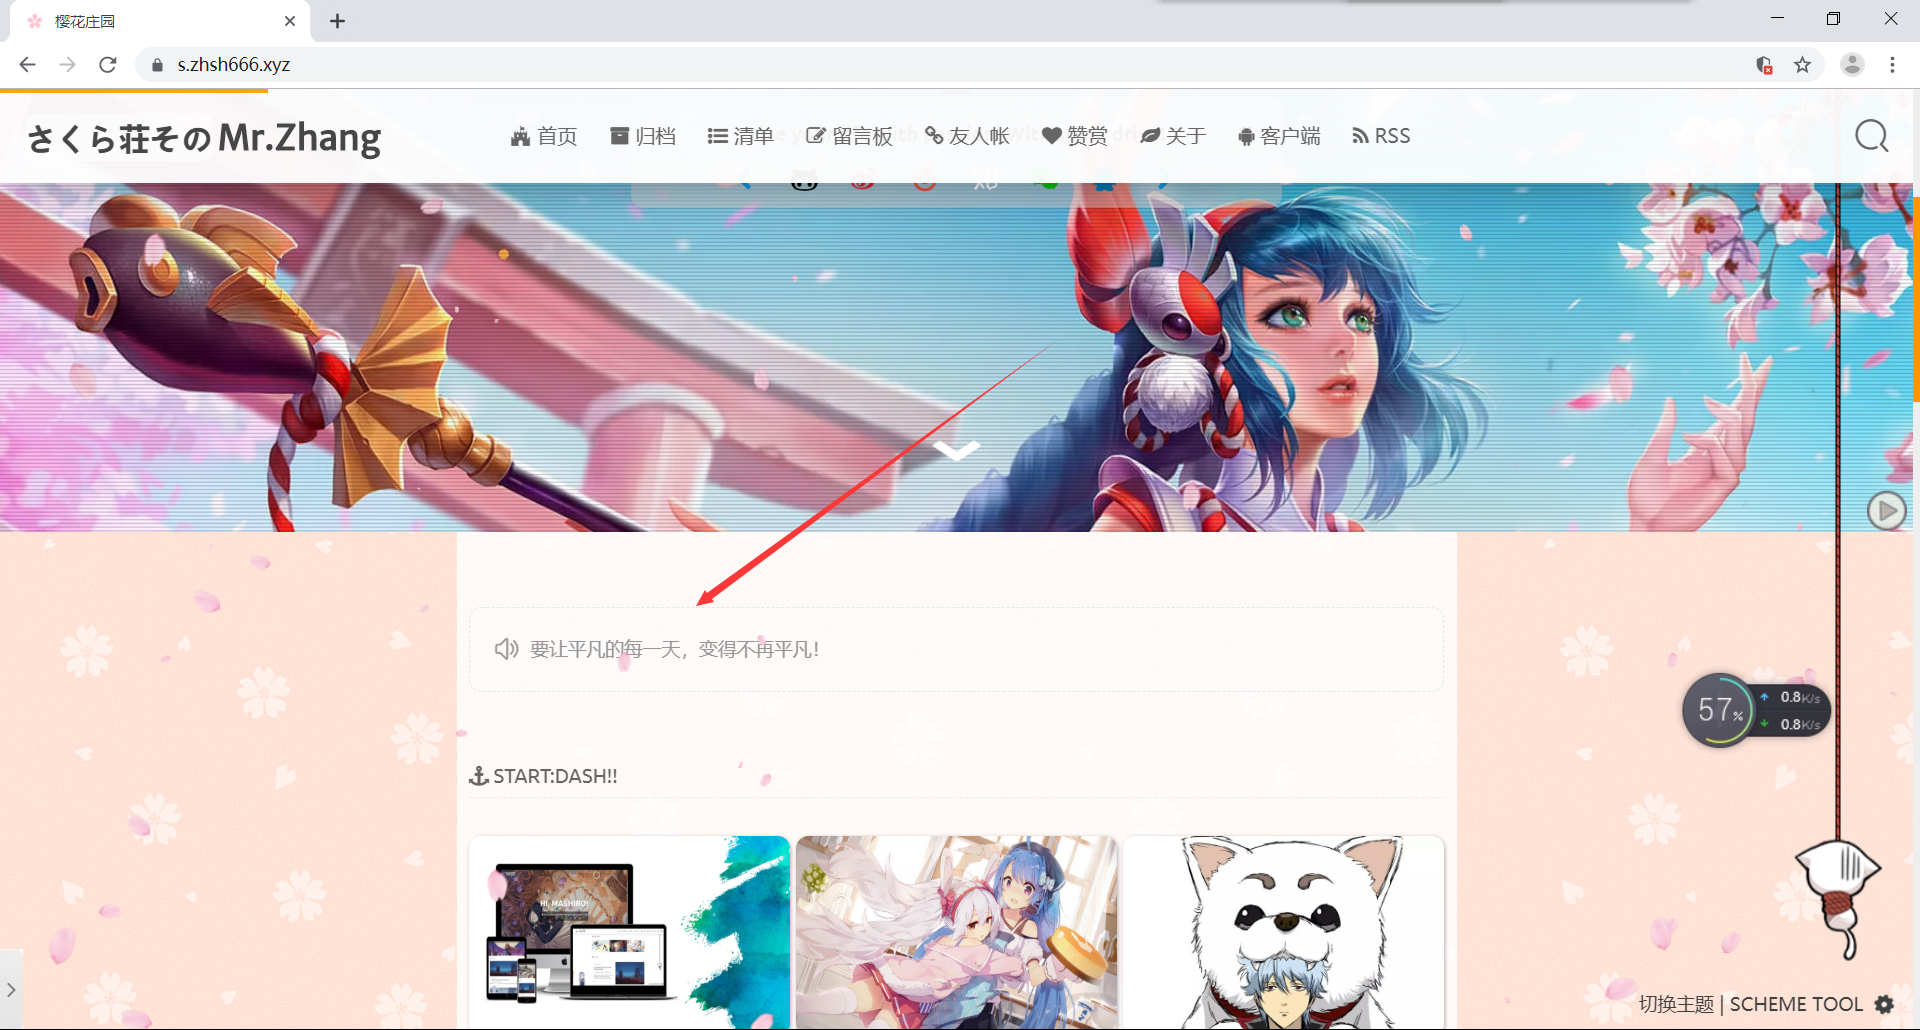 樱花庄园
s.zhsh666.xyz
さくら荘その Mr.Zhang
首页 归档 清单 留言板 友人帐 赞赏 关于 客户端 RSS
要让平凡的每一天，变得不再平凡！
START:DASH!!
57%
0.8K/s
0.8K/s
HI, MASHIRO!
切换主题 | SCHEME TOOL